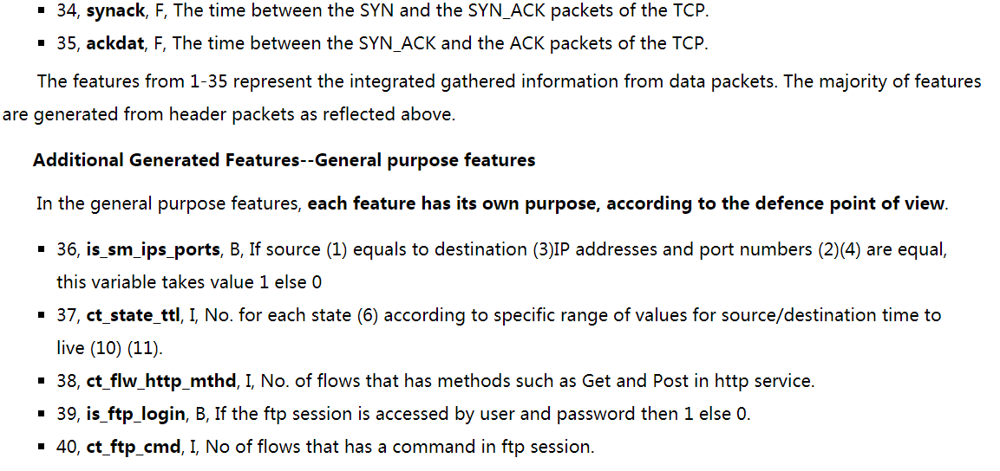 ▪ 34, synack, F, The time between the SYN and the SYN_ACK packets of the TCP.
▪ 35, ackdat, F, The time between the SYN_ACK and the ACK packets of the TCP.
The features from 1-35 represent the integrated gathered information from data packets. The majority of features
are generated from header packets as reflected above.
Additional Generated Features--General purpose features
In the general purpose features, each feature has its own purpose, according to the defence point of view.
▪ 36, is_sm_ips_ports, B, If source (1) equals to destination (3)IP addresses and port numbers (2)(4) are equal,
this variable takes value 1 else 0
▪ 37, ct_state_ttl, I, No. for each state (6) according to specific range of values for source/destination time to
live (10) (11).
▪ 38, ct_flw_http_mthd, I, No. of flows that has methods such as Get and Post in http service.
▪ 39, is_ftp_login, B, If the ftp session is accessed by user and password then 1 else 0.
▪ 40, ct_ftp_cmd, I, No of flows that has a command in ftp session.